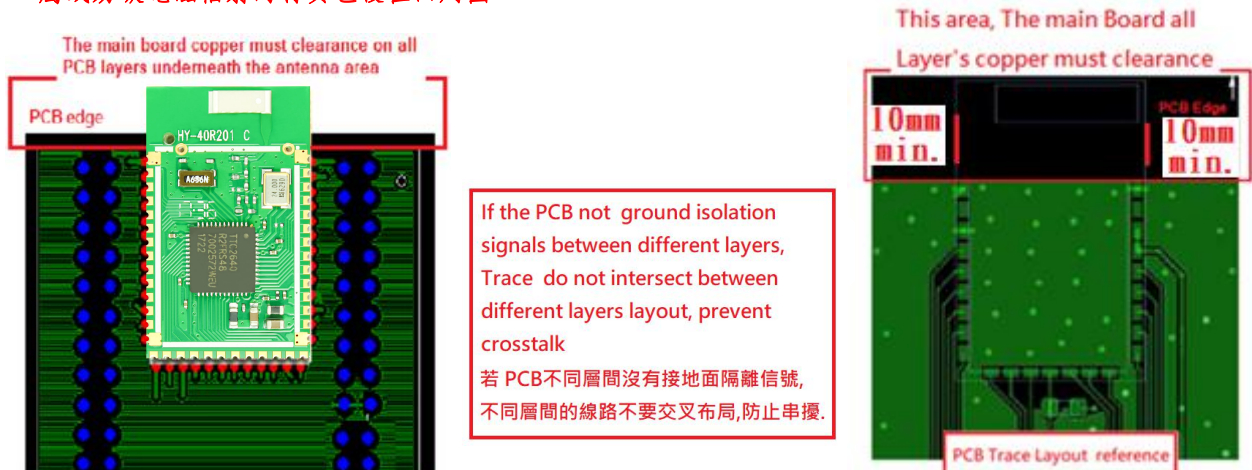 The main board copper must clearance on all
PCB layers underneath the antenna area
PCB edge
HY-40R201 C
A686N
If the PCB not ground isolation
signals between different layers,
Trace do not intersect between
different layers layout, prevent
crosstalk
若 PCB不同層間沒有接地面隔離信號,
不同層間的線路不要交叉布局,防止串擾.
This area, The main Board all
Layer's copper must clearance
PCB Edge
10mm
min.
10mm
min.
PCB Trace Layout reference